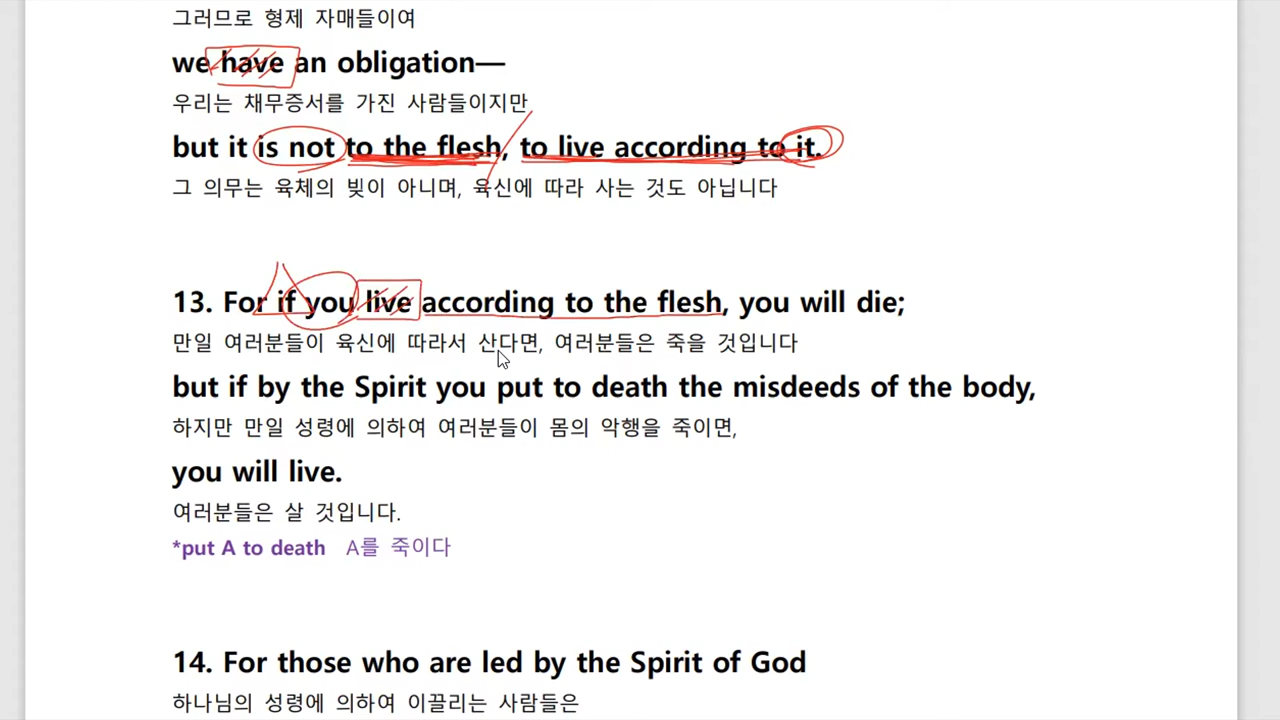 그러므로 형제 자매들이여
we have an obligation—
우리는 채무증서를 가진 사람들이지만
but it is not to the flesh, to live according to it.
그 의무는 육체의 빚이 아니며, 육신에 따라 사는 것도 아닙니다
13. For if you live according to the flesh, you will die;
만일 여러분들이 육신에 따라서 산다면, 여러분들은 죽을 것입니다
but if by the Spirit you put to death the misdeeds of the body,
하지만 만일 성령에 의하여 여러분들이 몸의 악행을 죽이면,
you will live.
여러분들은 살 것입니다.
*put A to death A를 죽이다
14. For those who are led by the Spirit of God
하나님의 성령에 의하여 이끌리는 사람들은